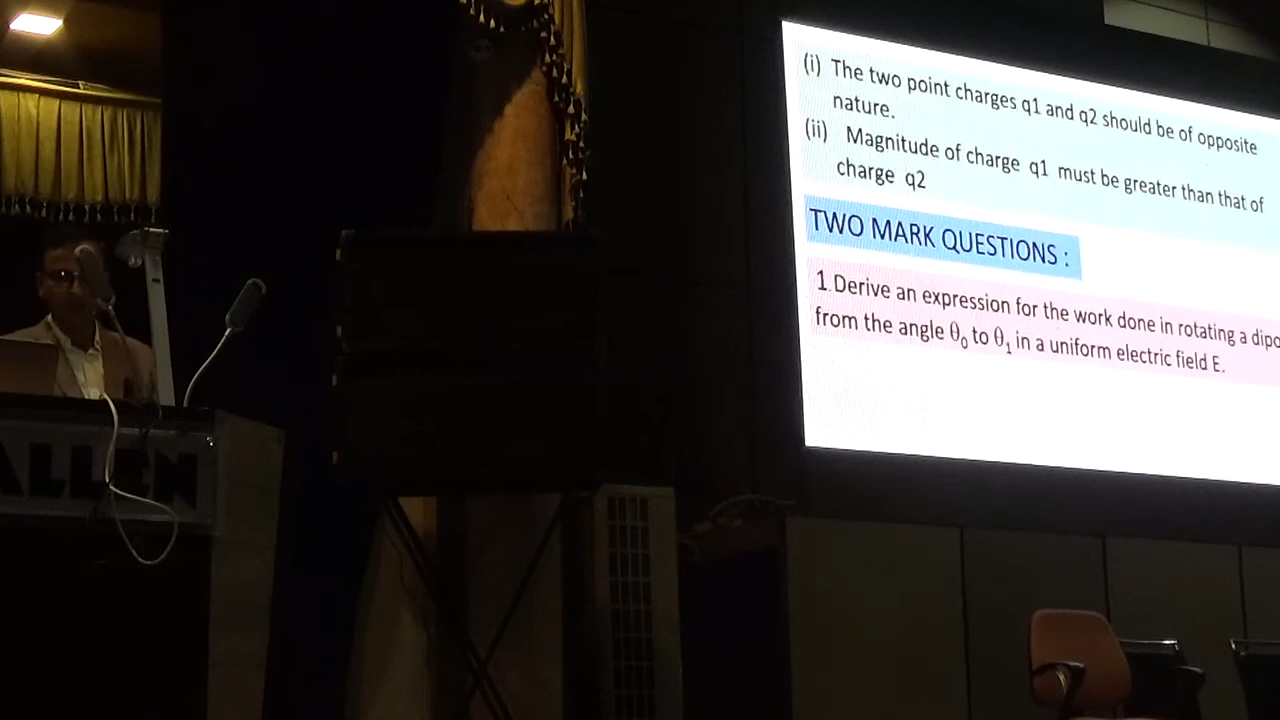 (i) The two point charges q1 and q2 should be of opposite
nature.
(ii) Magnitude of charge q1 must be greater than that of
charge q2
TWO MARK QUESTIONS :
1.Derive an expression for the work done in rotating a dipo
from the angle θ₀ to θ₁ in a uniform electric field E.
ALLEN